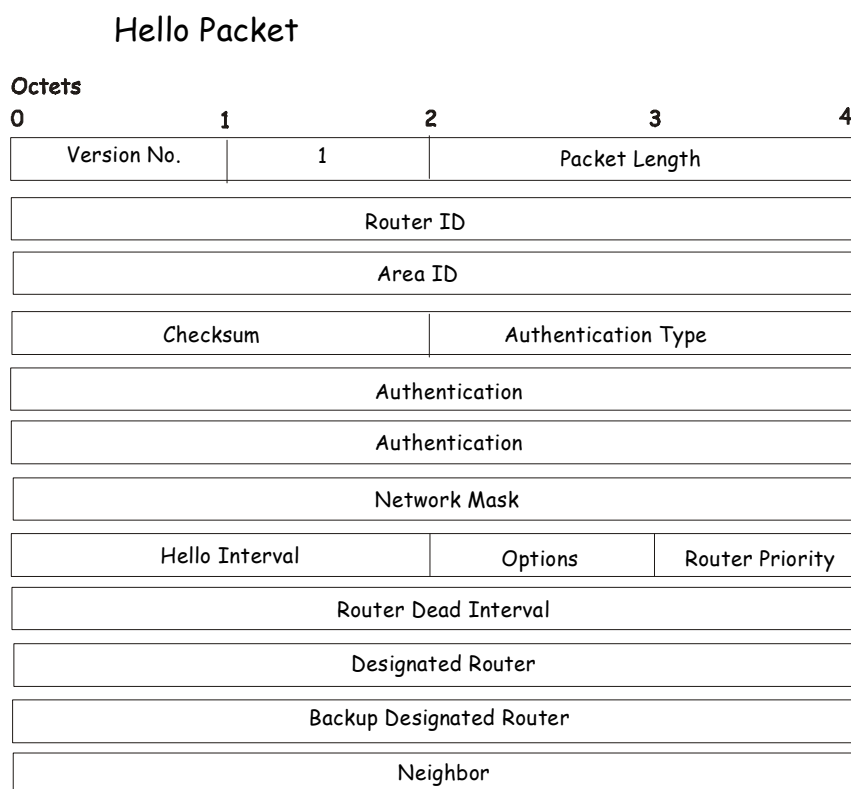 Hello Packet
Octets
0 1 2 3 4
Version No. 1 Packet Length
Router ID
Area ID
Checksum Authentication Type
Authentication
Authentication
Network Mask
Hello Interval Options Router Priority
Router Dead Interval
Designated Router
Backup Designated Router
Neighbor